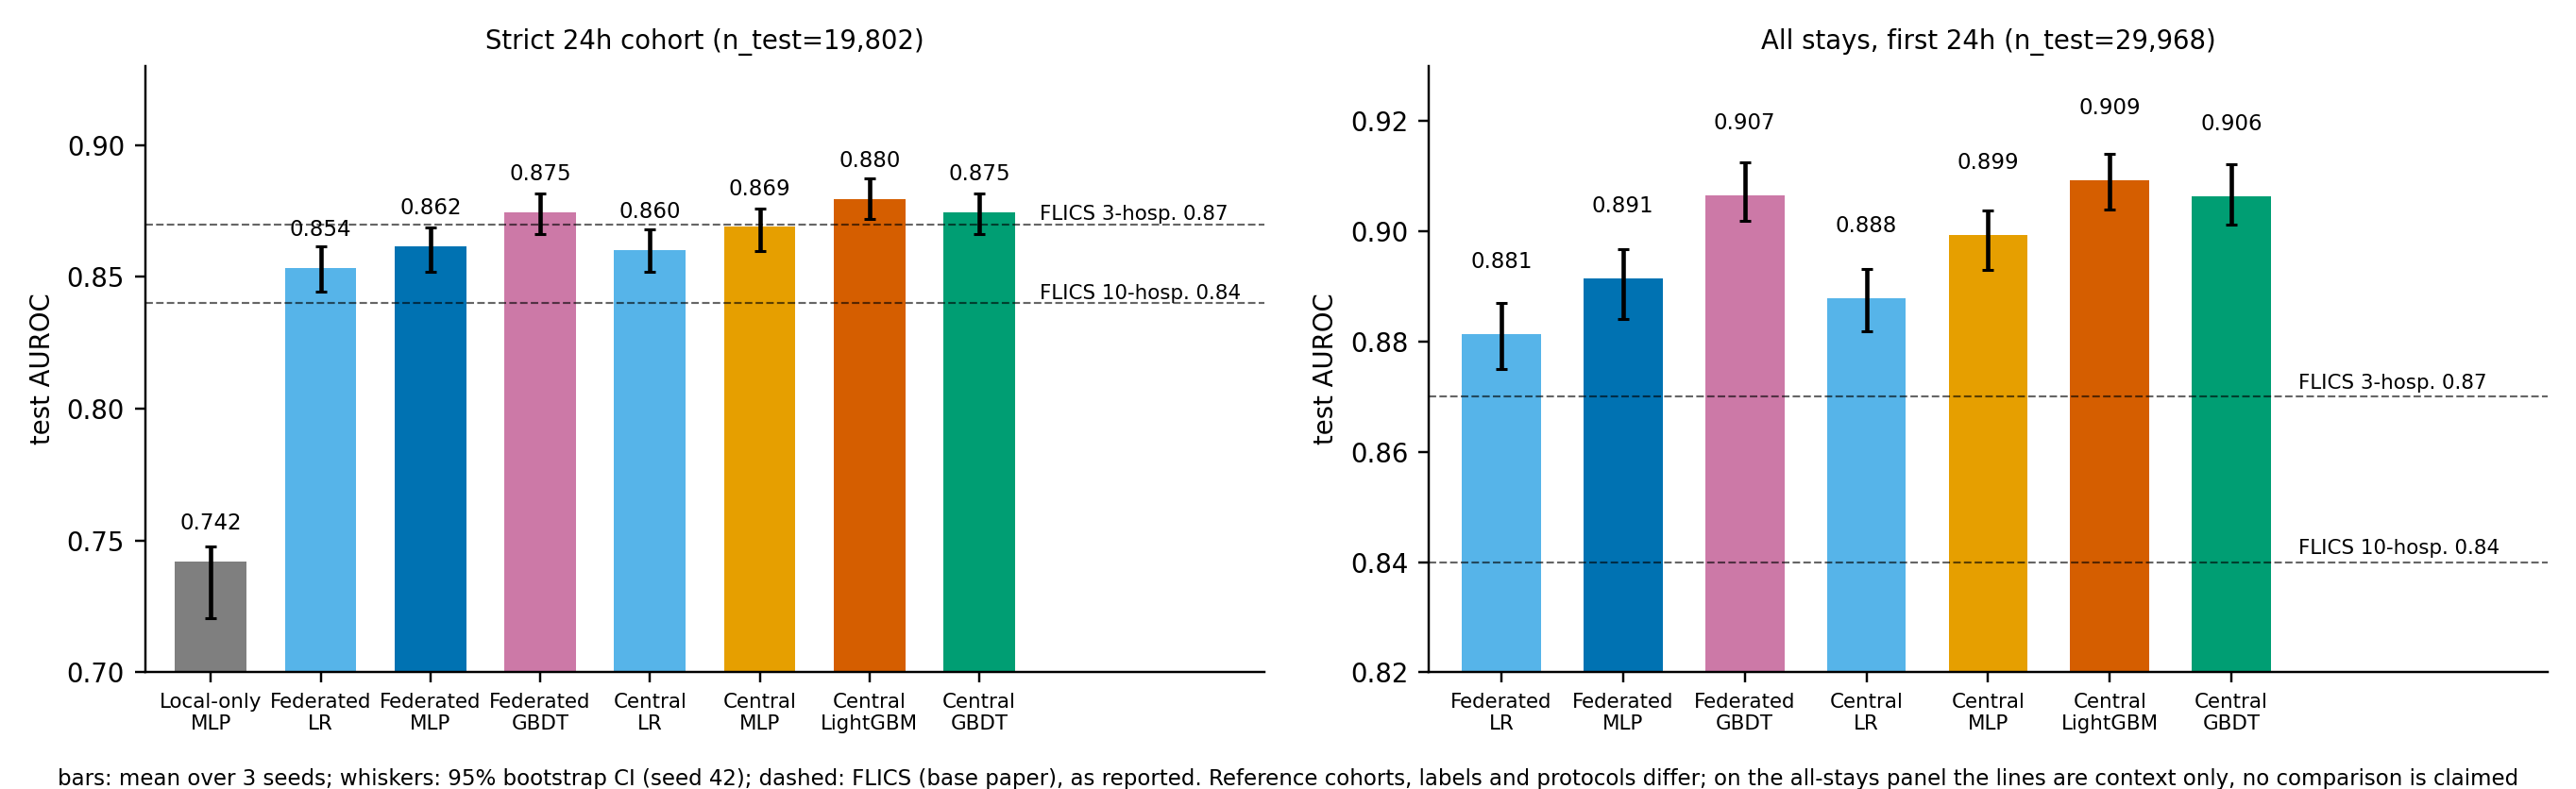 Strict 24h cohort (n_test=19,802)
test AUROC
0.90
0.85
0.80
0.75
0.70
0.742
0.854
0.862
0.875
0.860
0.869
0.880
0.875
FLICS 3-hosp. 0.87
FLICS 10-hosp. 0.84
Local-only MLP
Federated LR
Federated MLP
Federated GBDT
Central LR
Central MLP
Central LightGBM
Central GBDT
All stays, first 24h (n_test=29,968)
test AUROC
0.92
0.90
0.88
0.86
0.84
0.82
0.881
0.891
0.907
0.888
0.899
0.909
0.906
FLICS 3-hosp. 0.87
FLICS 10-hosp. 0.84
Federated LR
Federated MLP
Federated GBDT
Central LR
Central MLP
Central LightGBM
Central GBDT
bars: mean over 3 seeds; whiskers: 95% bootstrap CI (seed 42); dashed: FLICS (base paper), as reported. Reference cohorts, labels and protocols differ; on the all-stays panel the lines are context only, no comparison is claimed